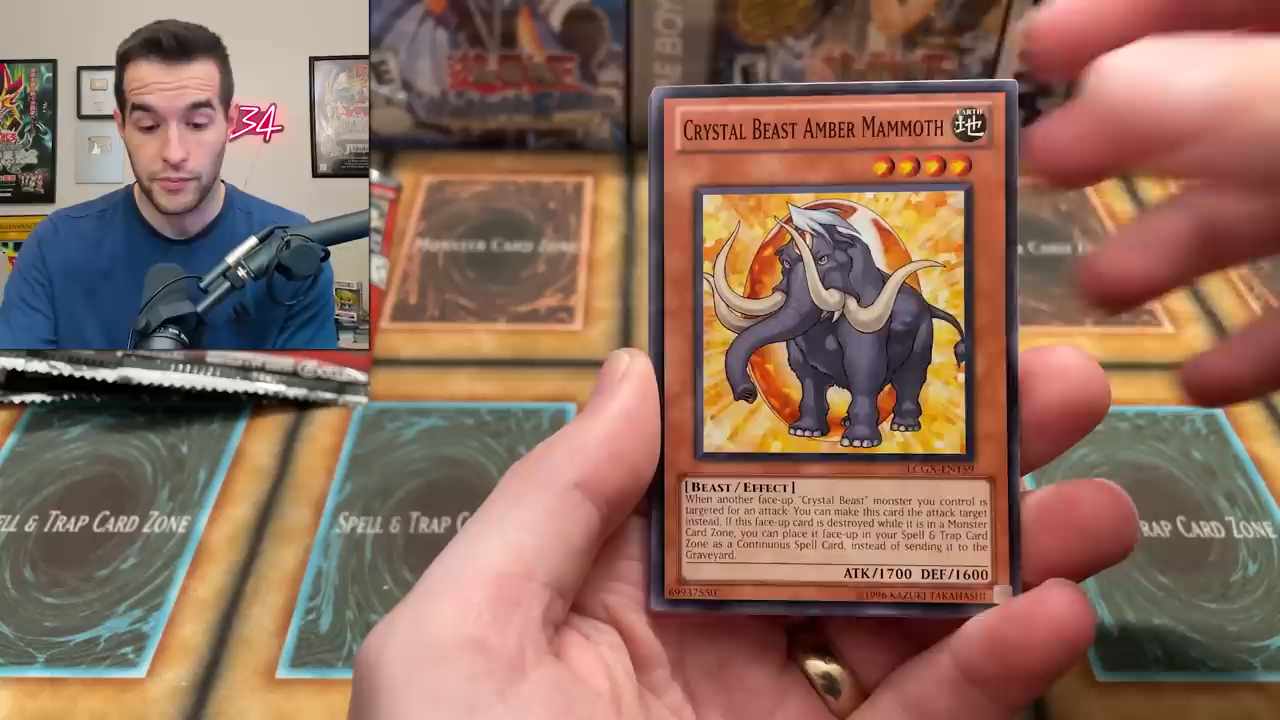 34
CRYSTAL BEAST AMBER MAMMOTH
EARTH
地
LCGX-EN159
[BEAST / EFFECT]
When another face-up "Crystal Beast" monster you control is
targeted for an attack: You can make this card the attack target
instead. If this face-up card is destroyed while it is in a Monster
Card Zone, you can place it face-up in your Spell & Trap Card
Zone as a Continuous Spell Card, instead of sending it to the
Graveyard.
ATK/1700 DEF/1600
69937550
1996 KAZUKI TAKAHASHI
MONSTER CARD ZONE
ELL & TRAP CARD ZONE
SPELL & TRAP C
RAP CARD ZONE